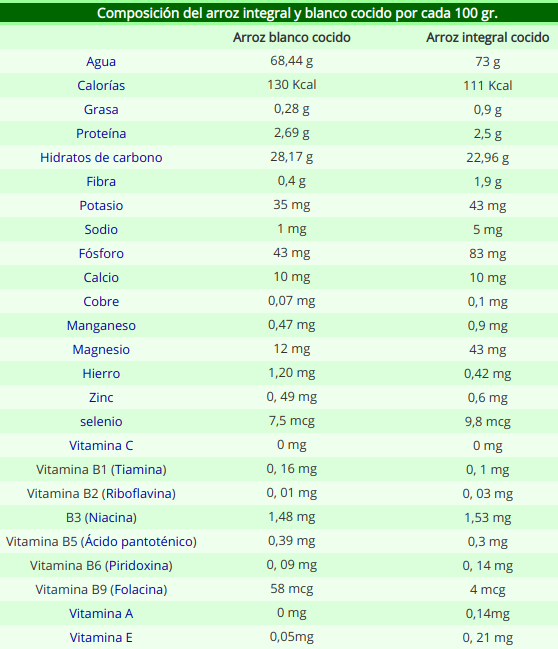 Composición del arroz integral y blanco cocido por cada 100 gr.
Arroz blanco cocido Arroz integral cocido
Agua 68,44 g 73 g
Calorías 130 Kcal 111 Kcal
Grasa 0,28 g 0,9 g
Proteína 2,69 g 2,5 g
Hidratos de carbono 28,17 g 22,96 g
Fibra 0,4 g 1,9 g
Potasio 35 mg 43 mg
Sodio 1 mg 5 mg
Fósforo 43 mg 83 mg
Calcio 10 mg 10 mg
Cobre 0,07 mg 0,1 mg
Manganeso 0,47 mg 0,9 mg
Magnesio 12 mg 43 mg
Hierro 1,20 mg 0,42 mg
Zinc 0, 49 mg 0,6 mg
selenio 7,5 mcg 9,8 mcg
Vitamina C 0 mg 0 mg
Vitamina B1 (Tiamina) 0, 16 mg 0, 1 mg
Vitamina B2 (Riboflavina) 0, 01 mg 0, 03 mg
B3 (Niacina) 1,48 mg 1,53 mg
Vitamina B5 (Ácido pantoténico) 0,39 mg 0,3 mg
Vitamina B6 (Piridoxina) 0, 09 mg 0, 14 mg
Vitamina B9 (Folacina) 58 mcg 4 mcg
Vitamina A 0 mg 0,14mg
Vitamina E 0,05mg 0, 21 mg